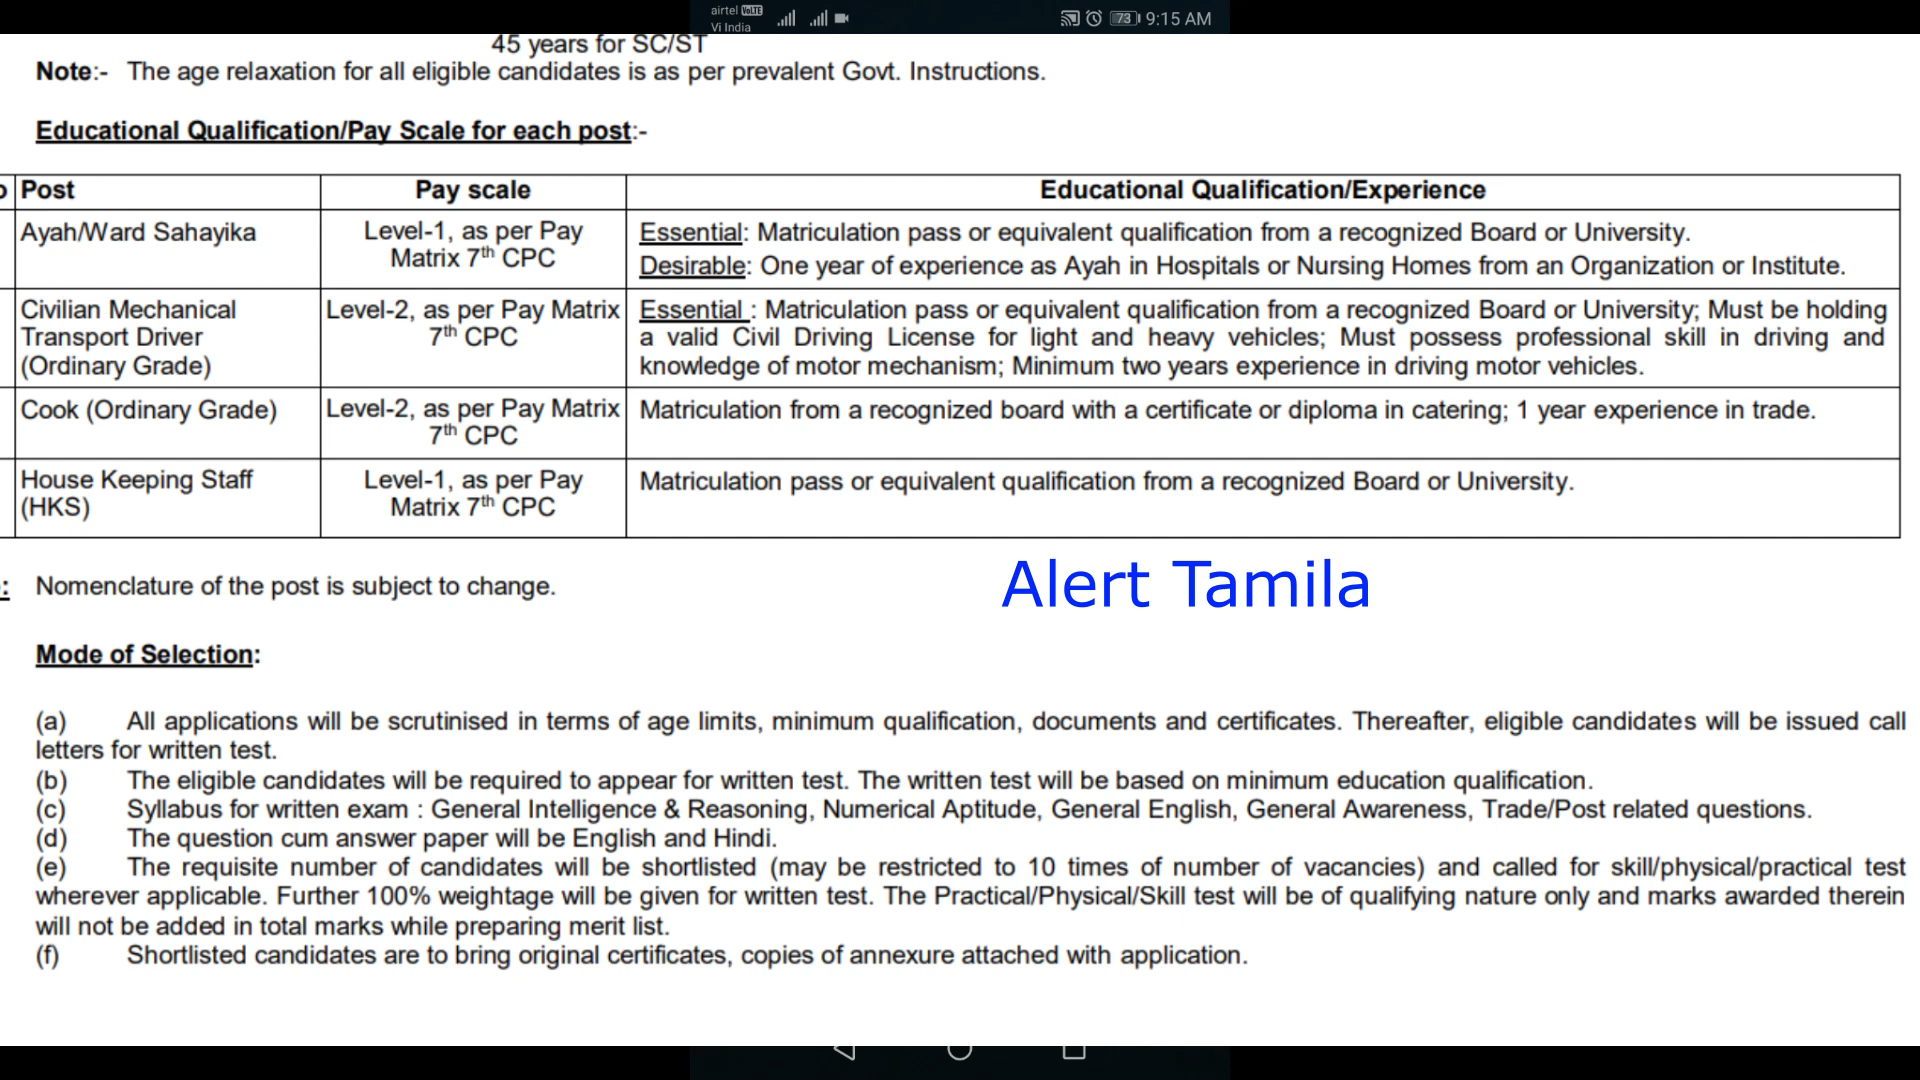 airtel VoLTE
Vi India
73 9:15 AM
45 years for SC/ST
Note:- The age relaxation for all eligible candidates is as per prevalent Govt. Instructions.
Educational Qualification/Pay Scale for each post:-
o Post Pay scale Educational Qualification/Experience
Ayah/Ward Sahayika
Level-1, as per Pay
Matrix 7th CPC
Essential: Matriculation pass or equivalent qualification from a recognized Board or University.
Desirable: One year of experience as Ayah in Hospitals or Nursing Homes from an Organization or Institute.
Civilian Mechanical
Transport Driver
(Ordinary Grade)
Level-2, as per Pay Matrix
7th CPC
Essential : Matriculation pass or equivalent qualification from a recognized Board or University; Must be holding
a valid Civil Driving License for light and heavy vehicles; Must possess professional skill in driving and
knowledge of motor mechanism; Minimum two years experience in driving motor vehicles.
Cook (Ordinary Grade)
Level-2, as per Pay Matrix
7th CPC
Matriculation from a recognized board with a certificate or diploma in catering; 1 year experience in trade.
House Keeping Staff
(HKS)
Level-1, as per Pay
Matrix 7th CPC
Matriculation pass or equivalent qualification from a recognized Board or University.
: Nomenclature of the post is subject to change.
Alert Tamila
Mode of Selection:
(a) All applications will be scrutinised in terms of age limits, minimum qualification, documents and certificates. Thereafter, eligible candidates will be issued call
letters for written test.
(b) The eligible candidates will be required to appear for written test. The written test will be based on minimum education qualification.
(c) Syllabus for written exam : General Intelligence & Reasoning, Numerical Aptitude, General English, General Awareness, Trade/Post related questions.
(d) The question cum answer paper will be English and Hindi.
(e) The requisite number of candidates will be shortlisted (may be restricted to 10 times of number of vacancies) and called for skill/physical/practical test
wherever applicable. Further 100% weightage will be given for written test. The Practical/Physical/Skill test will be of qualifying nature only and marks awarded therein
will not be added in total marks while preparing merit list.
(f) Shortlisted candidates are to bring original certificates, copies of annexure attached with application.